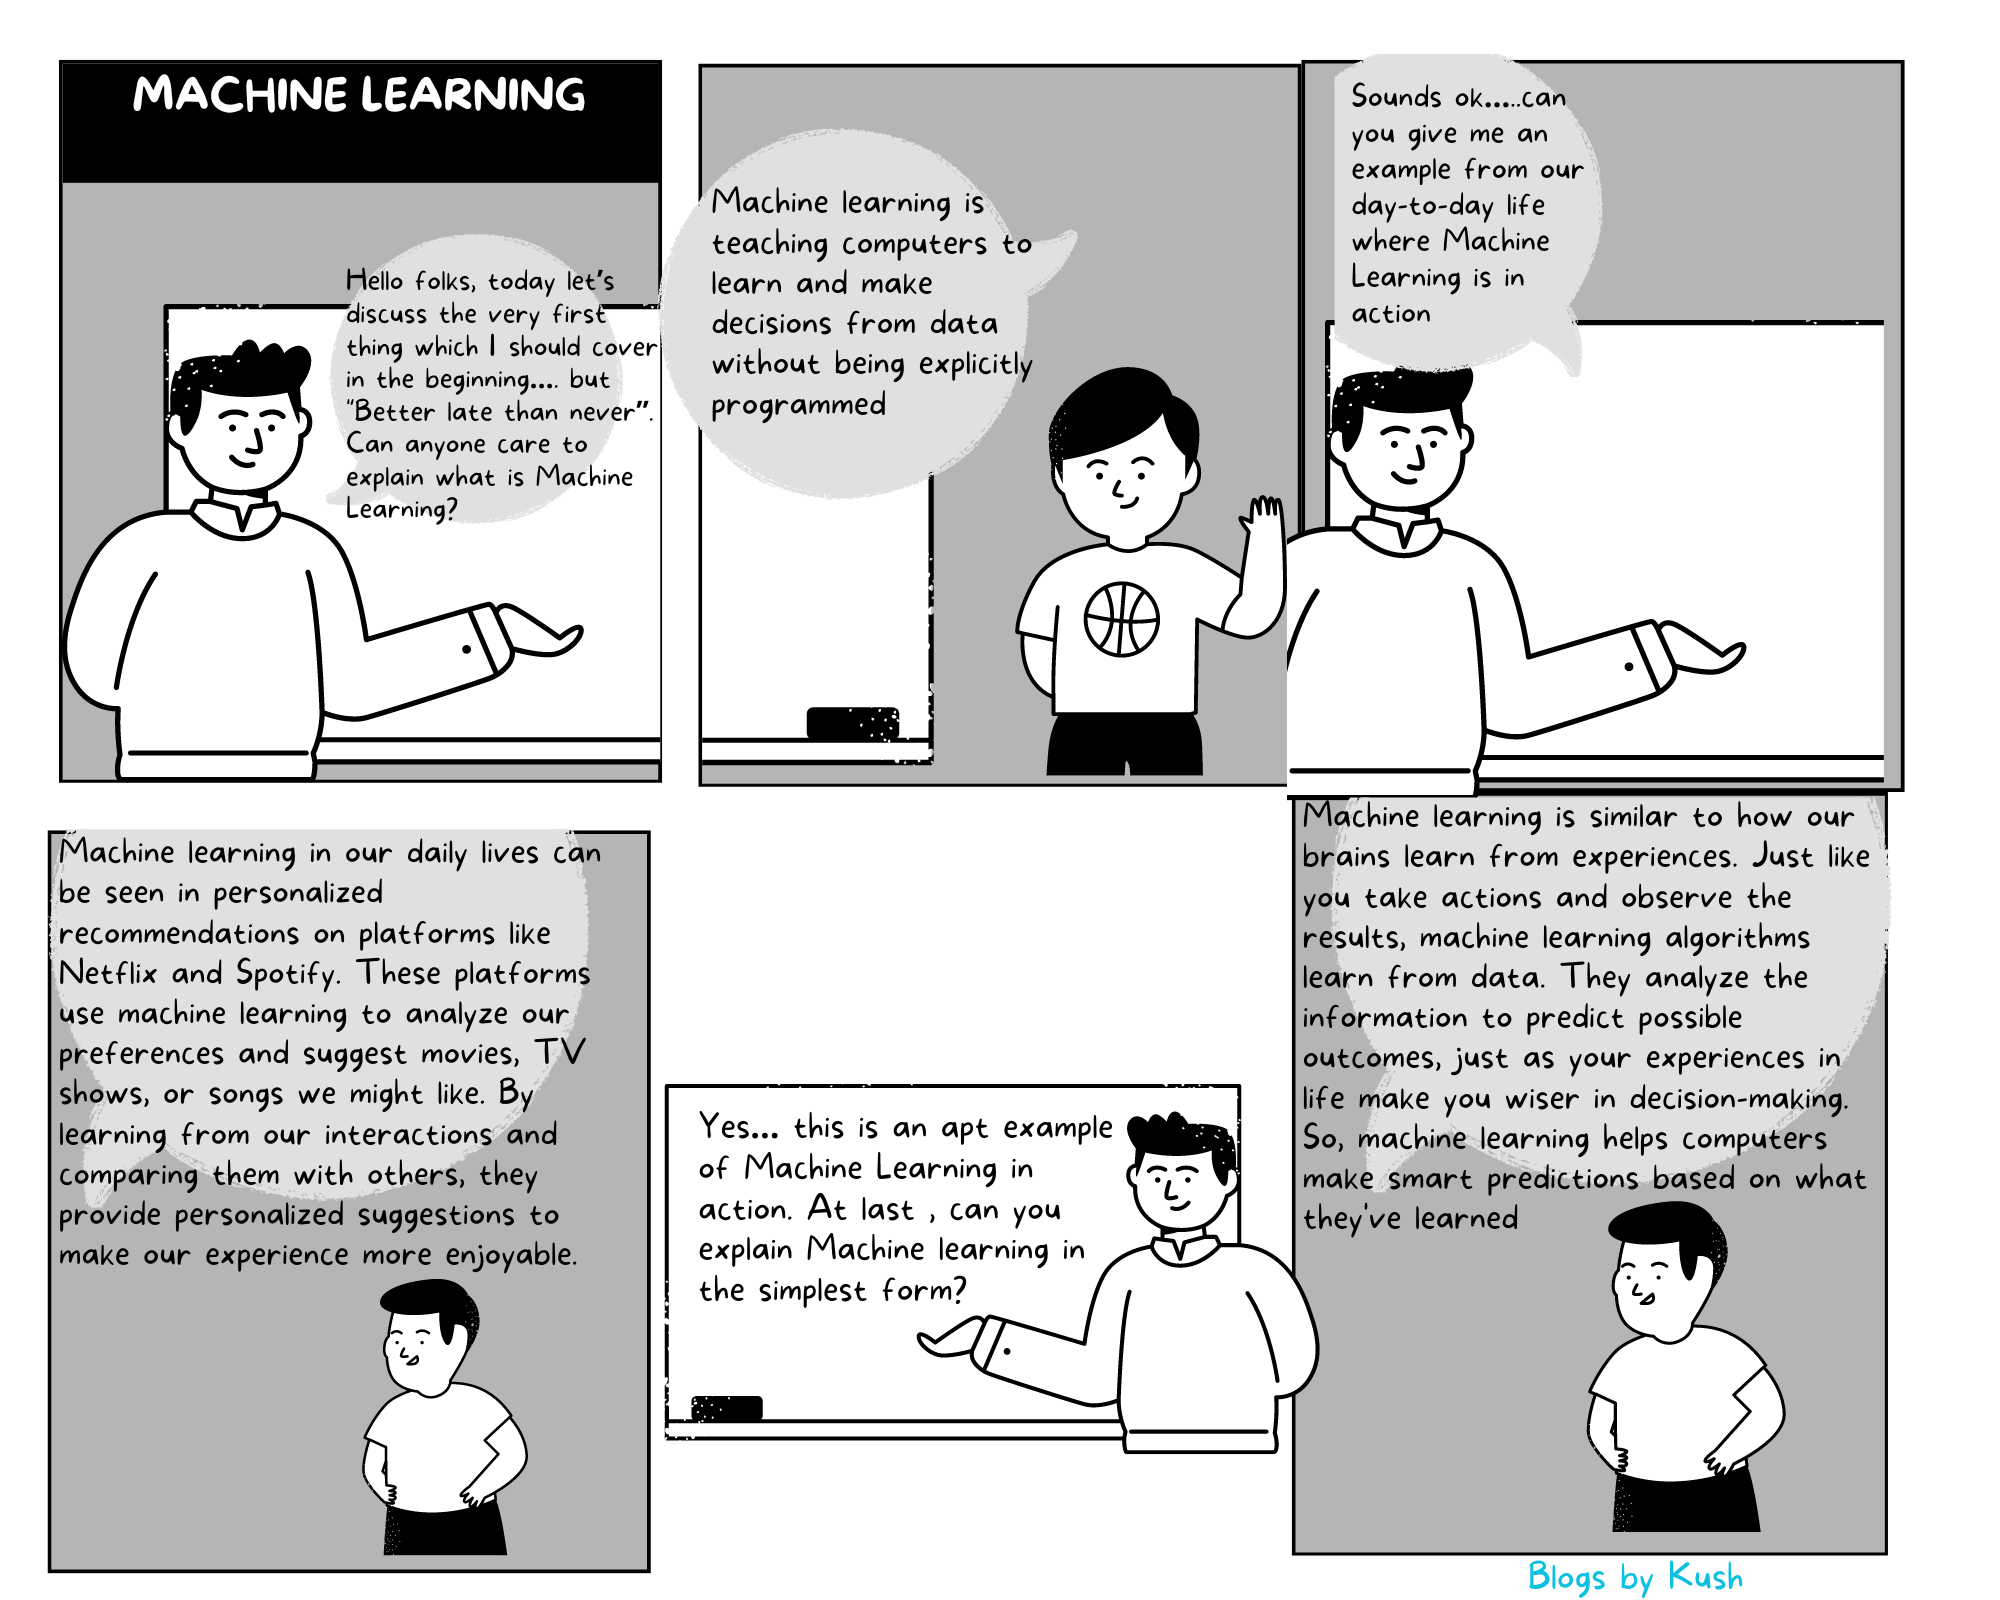 MACHINE LEARNING
Hello folks, today let's
discuss the very first
thing which I should cover
in the beginning.... but
"Better late than never".
Can anyone care to
explain what is Machine
Learning?
Machine learning is
teaching computers to
learn and make
decisions from data
without being explicitly
programmed
Sounds ok.....can
you give me an
example from our
day-to-day life
where Machine
Learning is in
action
Machine learning in our daily lives can
be seen in personalized
recommendations on platforms like
Netflix and Spotify. These platforms
use machine learning to analyze our
preferences and suggest movies, TV
shows, or songs we might like. By
learning from our interactions and
comparing them with others, they
provide personalized suggestions to
make our experience more enjoyable.
Yes... this is an apt example
of Machine Learning in
action. At last , can you
explain Machine learning in
the simplest form?
Machine learning is similar to how our
brains learn from experiences. Just like
you take actions and observe the
results, machine learning algorithms
learn from data. They analyze the
information to predict possible
outcomes, just as your experiences in
life make you wiser in decision-making.
So, machine learning helps computers
make smart predictions based on what
they've learned
Blogs by Kush